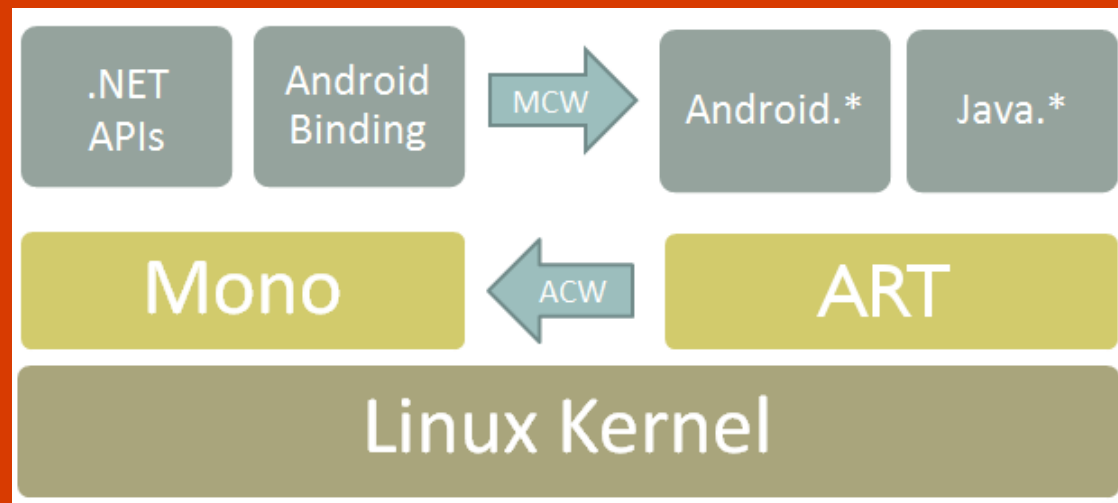 .NET
APIs
Android
Binding
MCW
Android.*
Java.*
Mono
ACW
ART
Linux Kernel